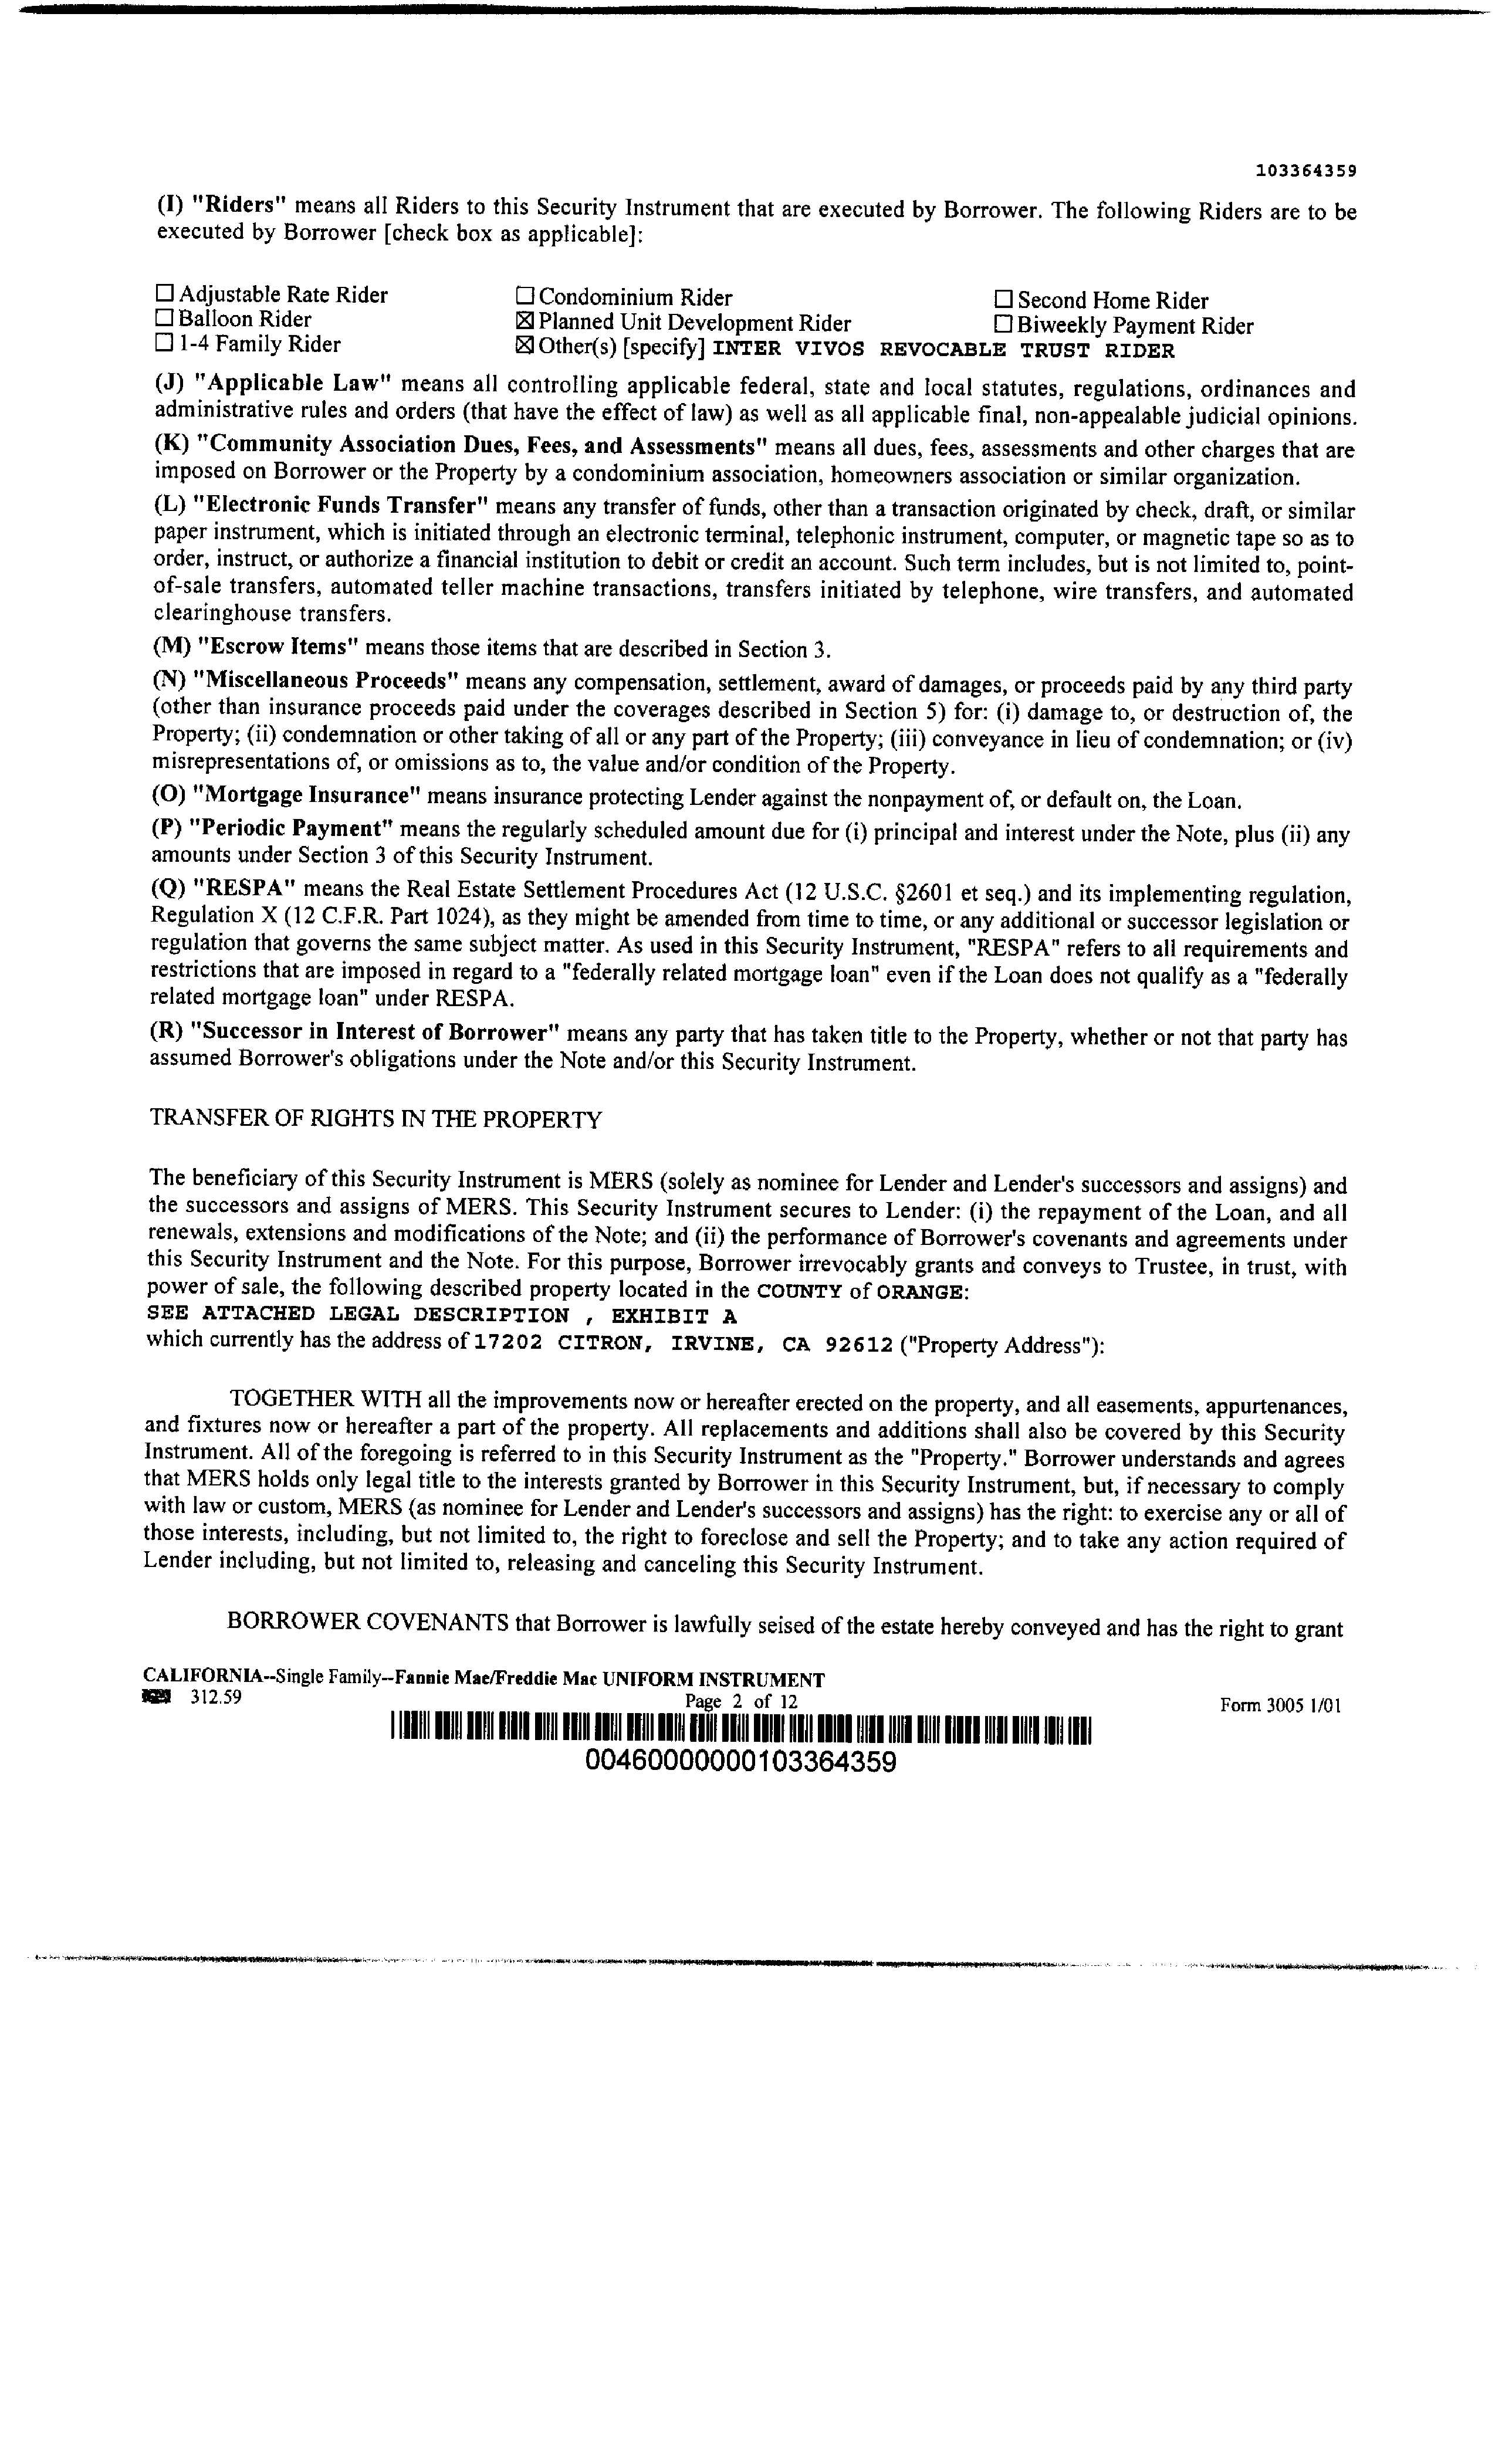 103364359
(I) "Riders" means all Riders to this Security Instrument that are executed by Borrower. The following Riders are to be
executed by Borrower [check box as applicable]:
☐ Adjustable Rate Rider ☐ Condominium Rider ☐ Second Home Rider
☐ Balloon Rider ☒ Planned Unit Development Rider ☐ Biweekly Payment Rider
☐ 1-4 Family Rider ☒ Other(s) [specify] INTER VIVOS REVOCABLE TRUST RIDER
(J) "Applicable Law" means all controlling applicable federal, state and local statutes, regulations, ordinances and
administrative rules and orders (that have the effect of law) as well as all applicable final, non-appealable judicial opinions.
(K) "Community Association Dues, Fees, and Assessments" means all dues, fees, assessments and other charges that are
imposed on Borrower or the Property by a condominium association, homeowners association or similar organization.
(L) "Electronic Funds Transfer" means any transfer of funds, other than a transaction originated by check, draft, or similar
paper instrument, which is initiated through an electronic terminal, telephonic instrument, computer, or magnetic tape so as to
order, instruct, or authorize a financial institution to debit or credit an account. Such term includes, but is not limited to, point-
of-sale transfers, automated teller machine transactions, transfers initiated by telephone, wire transfers, and automated
clearinghouse transfers.
(M) "Escrow Items" means those items that are described in Section 3.
(N) "Miscellaneous Proceeds" means any compensation, settlement, award of damages, or proceeds paid by any third party
(other than insurance proceeds paid under the coverages described in Section 5) for: (i) damage to, or destruction of, the
Property; (ii) condemnation or other taking of all or any part of the Property; (iii) conveyance in lieu of condemnation; or (iv)
misrepresentations of, or omissions as to, the value and/or condition of the Property.
(O) "Mortgage Insurance" means insurance protecting Lender against the nonpayment of, or default on, the Loan.
(P) "Periodic Payment" means the regularly scheduled amount due for (i) principal and interest under the Note, plus (ii) any
amounts under Section 3 of this Security Instrument.
(Q) "RESPA" means the Real Estate Settlement Procedures Act (12 U.S.C. §2601 et seq.) and its implementing regulation,
Regulation X (12 C.F.R. Part 1024), as they might be amended from time to time, or any additional or successor legislation or
regulation that governs the same subject matter. As used in this Security Instrument, "RESPA" refers to all requirements and
restrictions that are imposed in regard to a "federally related mortgage loan" even if the Loan does not qualify as a "federally
related mortgage loan" under RESPA.
(R) "Successor in Interest of Borrower" means any party that has taken title to the Property, whether or not that party has
assumed Borrower's obligations under the Note and/or this Security Instrument.
TRANSFER OF RIGHTS IN THE PROPERTY
The beneficiary of this Security Instrument is MERS (solely as nominee for Lender and Lender's successors and assigns) and
the successors and assigns of MERS. This Security Instrument secures to Lender: (i) the repayment of the Loan, and all
renewals, extensions and modifications of the Note; and (ii) the performance of Borrower's covenants and agreements under
this Security Instrument and the Note. For this purpose, Borrower irrevocably grants and conveys to Trustee, in trust, with
power of sale, the following described property located in the COUNTY of ORANGE:
SEE ATTACHED LEGAL DESCRIPTION , EXHIBIT A
which currently has the address of 17202 CITRON, IRVINE, CA 92612 ("Property Address"):
TOGETHER WITH all the improvements now or hereafter erected on the property, and all easements, appurtenances,
and fixtures now or hereafter a part of the property. All replacements and additions shall also be covered by this Security
Instrument. All of the foregoing is referred to in this Security Instrument as the "Property." Borrower understands and agrees
that MERS holds only legal title to the interests granted by Borrower in this Security Instrument, but, if necessary to comply
with law or custom, MERS (as nominee for Lender and Lender's successors and assigns) has the right: to exercise any or all of
those interests, including, but not limited to, the right to foreclose and sell the Property; and to take any action required of
Lender including, but not limited to, releasing and canceling this Security Instrument.
BORROWER COVENANTS that Borrower is lawfully seised of the estate hereby conveyed and has the right to grant
CALIFORNIA--Single Family--Fannie Mae/Freddie Mac UNIFORM INSTRUMENT
312.59 Page 2 of 12 Form 3005 1/01
00460000000103364359